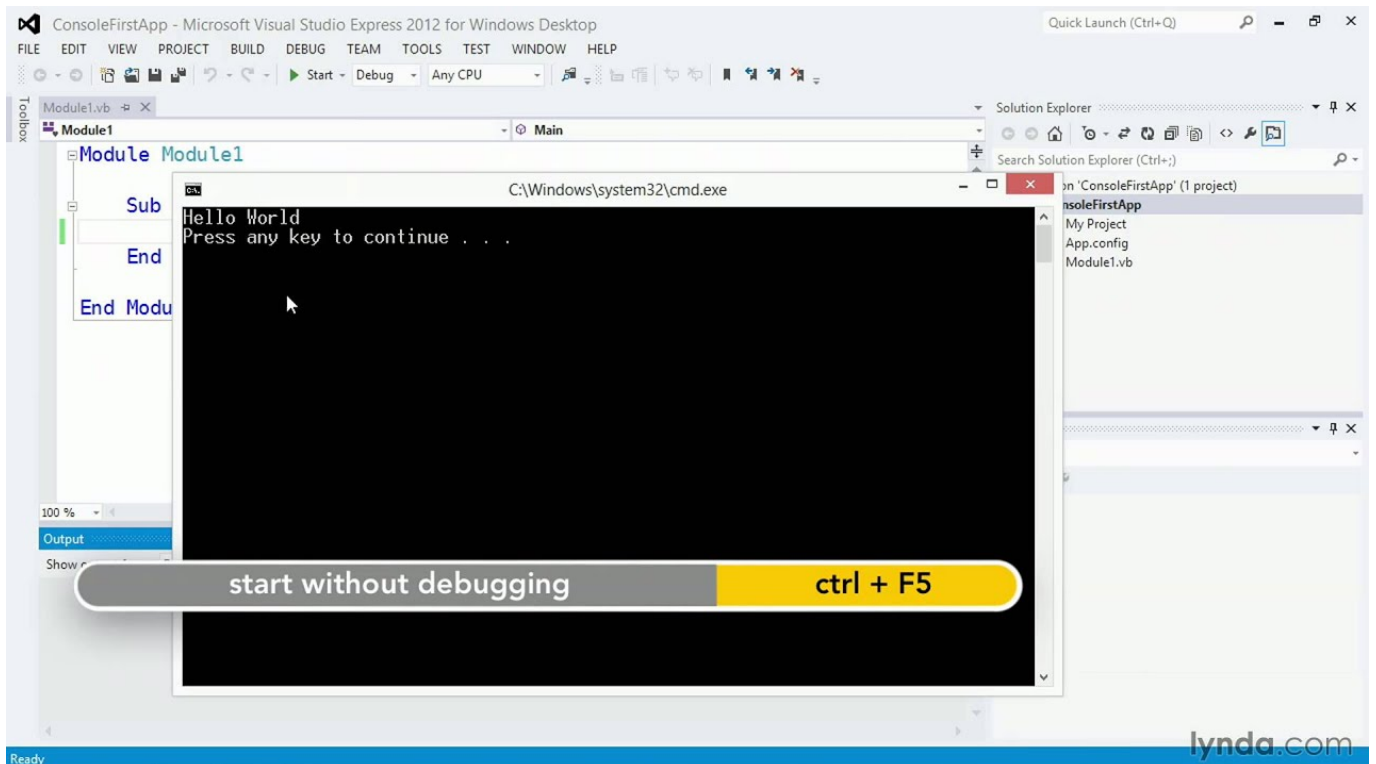 ConsoleFirstApp - Microsoft Visual Studio Express 2012 for Windows Desktop
Quick Launch (Ctrl+Q)
FILE EDIT VIEW PROJECT BUILD DEBUG TEAM TOOLS TEST WINDOW HELP
Start Debug Any CPU
Toolbox
Module1.vb
Solution Explorer
Module1
Main
Search Solution Explorer (Ctrl+;)
Module Module1
'ConsoleFirstApp' (1 project)
My Project
App.config
Module1.vb
Sub
End
End
C:\Windows\system32\cmd.exe
Hello World
Press any key to continue . . .
100 %
Output
Show
start without debugging
ctrl + F5
Ready
lynda.com